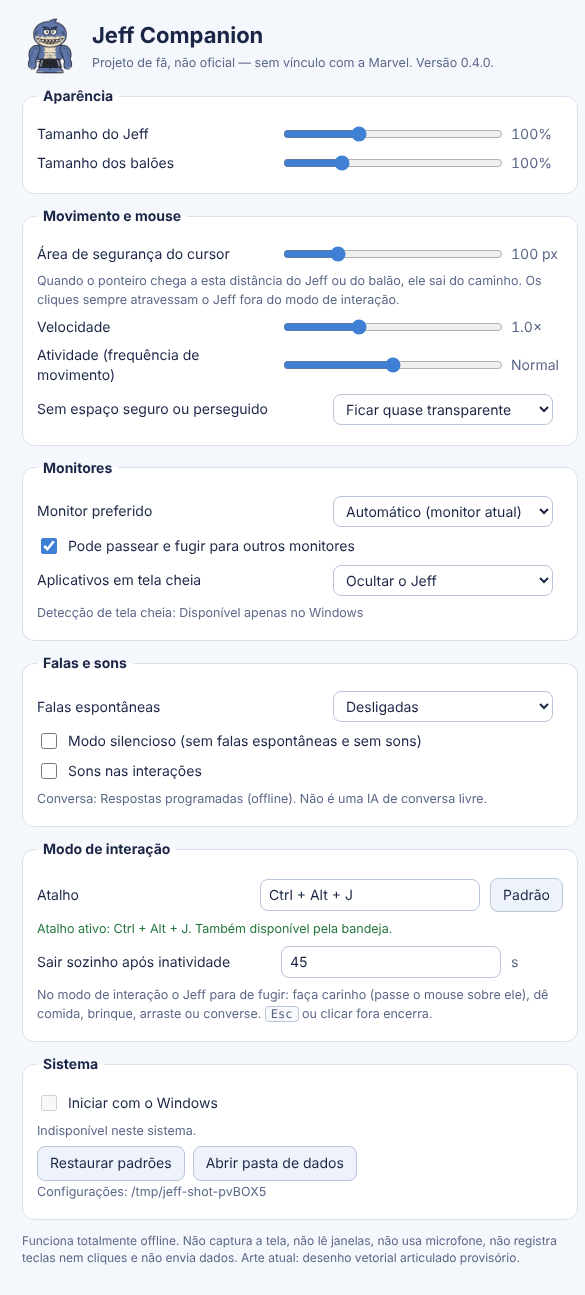 Jeff Companion
Projeto de fã, não oficial — sem vínculo com a Marvel. Versão 0.4.0.
Aparência
Tamanho do Jeff 100%
Tamanho dos balões 100%
Movimento e mouse
Área de segurança do cursor 100 px
Quando o ponteiro chega a esta distância do Jeff ou do balão, ele sai do caminho. Os
cliques sempre atravessam o Jeff fora do modo de interação.
Velocidade 1.0×
Atividade (frequência de
movimento) Normal
Sem espaço seguro ou perseguido Ficar quase transparente
Monitores
Monitor preferido Automático (monitor atual)
Pode passear e fugir para outros monitores
Aplicativos em tela cheia Ocultar o Jeff
Detecção de tela cheia: Disponível apenas no Windows
Falas e sons
Falas espontâneas Desligadas
Modo silencioso (sem falas espontâneas e sem sons)
Sons nas interações
Conversa: Respostas programadas (offline). Não é uma IA de conversa livre.
Modo de interação
Atalho Ctrl + Alt + J Padrão
Atalho ativo: Ctrl + Alt + J. Também disponível pela bandeja.
Sair sozinho após inatividade 45 s
No modo de interação o Jeff para de fugir: faça carinho (passe o mouse sobre ele), dê
comida, brinque, arraste ou converse. Esc ou clicar fora encerra.
Sistema
Iniciar com o Windows
Indisponível neste sistema.
Restaurar padrões Abrir pasta de dados
Configurações: /tmp/jeff-shot-pvBOX5
Funciona totalmente offline. Não captura a tela, não lê janelas, não usa microfone, não registra
teclas nem cliques e não envia dados. Arte atual: desenho vetorial articulado provisório.